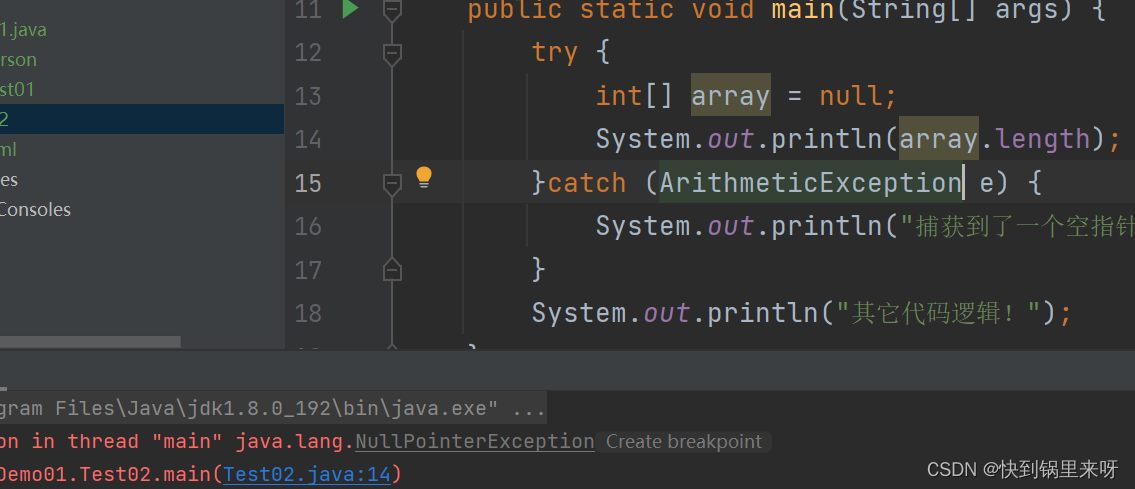 11 public static void main(String[] args) {
1.java
12 try {
rson
st01
13 int[] array = null;
2
14 System.out.println(array.length);
ml
es
15 }catch (ArithmeticException e) {
Consoles
16 System.out.println("捕获到了一个空指针
17 }
18 System.out.println("其它代码逻辑！");
gram Files\Java\jdk1.8.0_192\bin\java.exe" ...
on in thread "main" java.lang.NullPointerException Create breakpoint
Demo01.Test02.main(Test02.java:14)
CSDN @快到锅里来呀